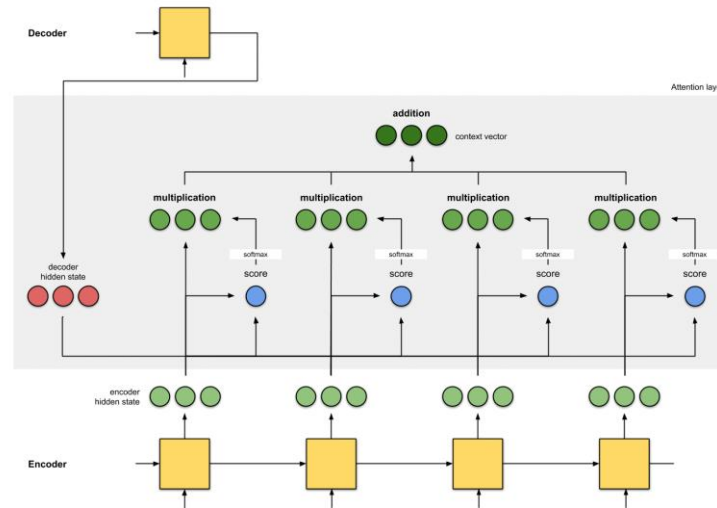 Decoder
Attention lay
addition
context vector
multiplication
multiplication
multiplication
multiplication
softmax
softmax
softmax
softmax
decoder
hidden state
score
score
score
score
encoder
hidden state
Encoder